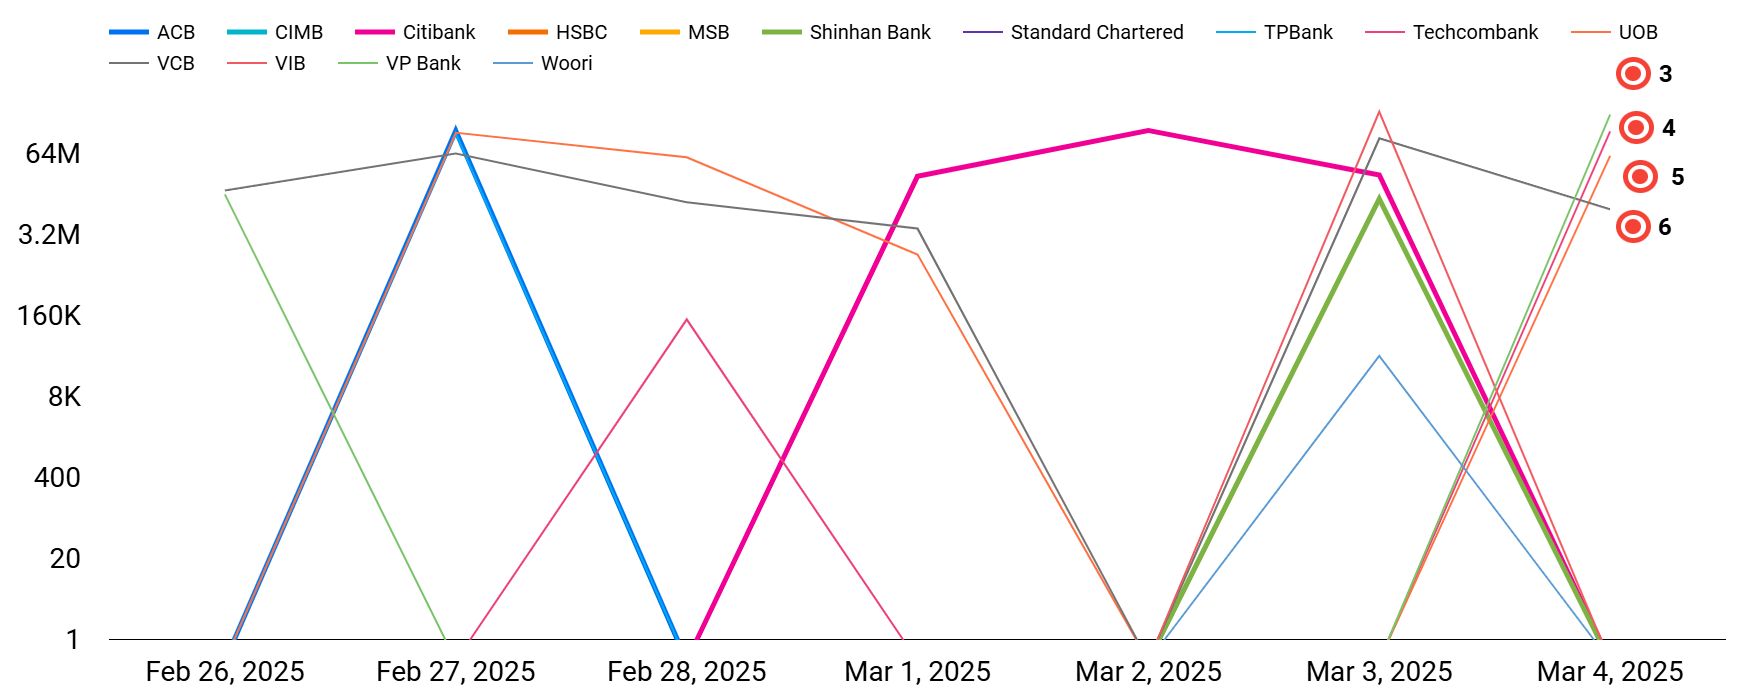 ACB CIMB Citibank HSBC MSB Shinhan Bank Standard Chartered TPBank Techcombank UOB
VCB VIB VP Bank Woori
3
4
64M
5
6
3.2M
160K
8K
400
20
1
Feb 26, 2025 Feb 27, 2025 Feb 28, 2025 Mar 1, 2025 Mar 2, 2025 Mar 3, 2025 Mar 4, 2025